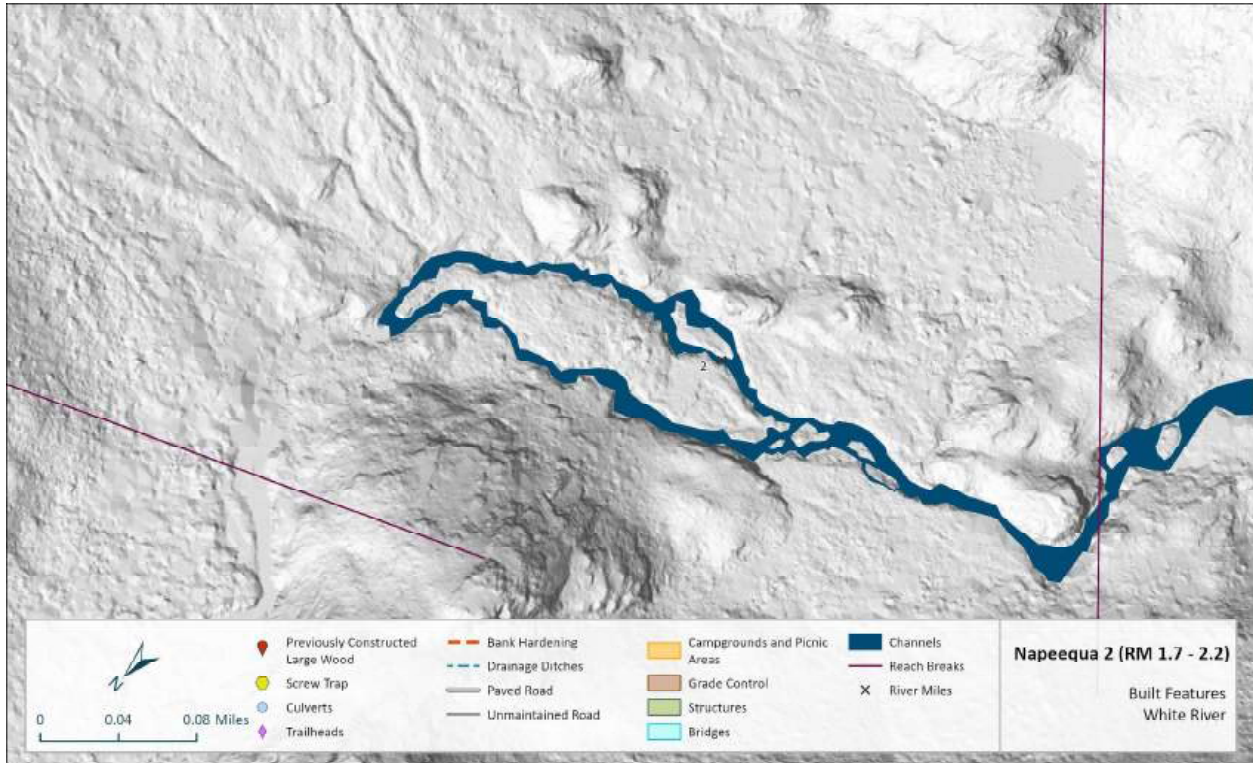 2
Previously Constructed
Large Wood
Screw Trap
Culverts
Trailheads
Bank Hardening
Drainage Ditches
Paved Road
Unmaintained Road
Campgrounds and Picnic
Areas
Grade Control
Structures
Bridges
Channels
Reach Breaks
River Miles
N
0 0.04 0.08 Miles
Napeequa 2 (RM 1.7 - 2.2)
Built Features
White River